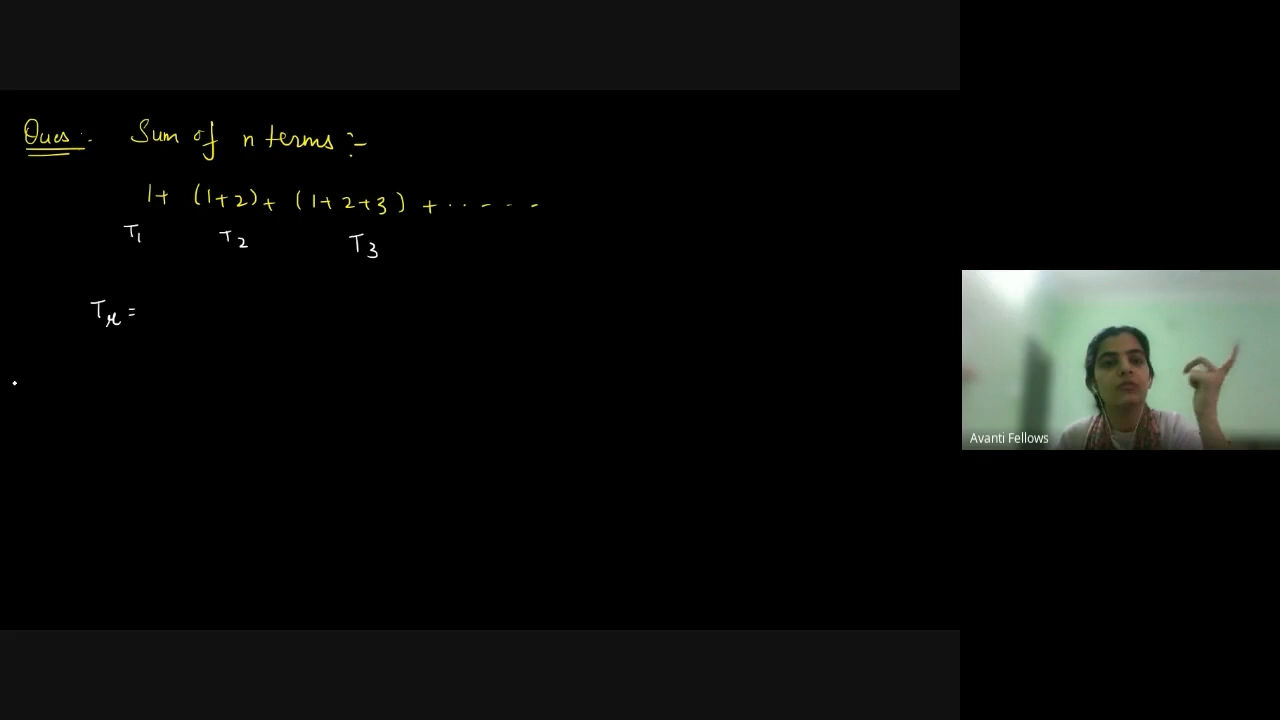 Ques :. Sum of n terms :-
1 + (1+2) + (1+2+3) + ......
T1 T2 T3
Tr =
Avanti Fellows